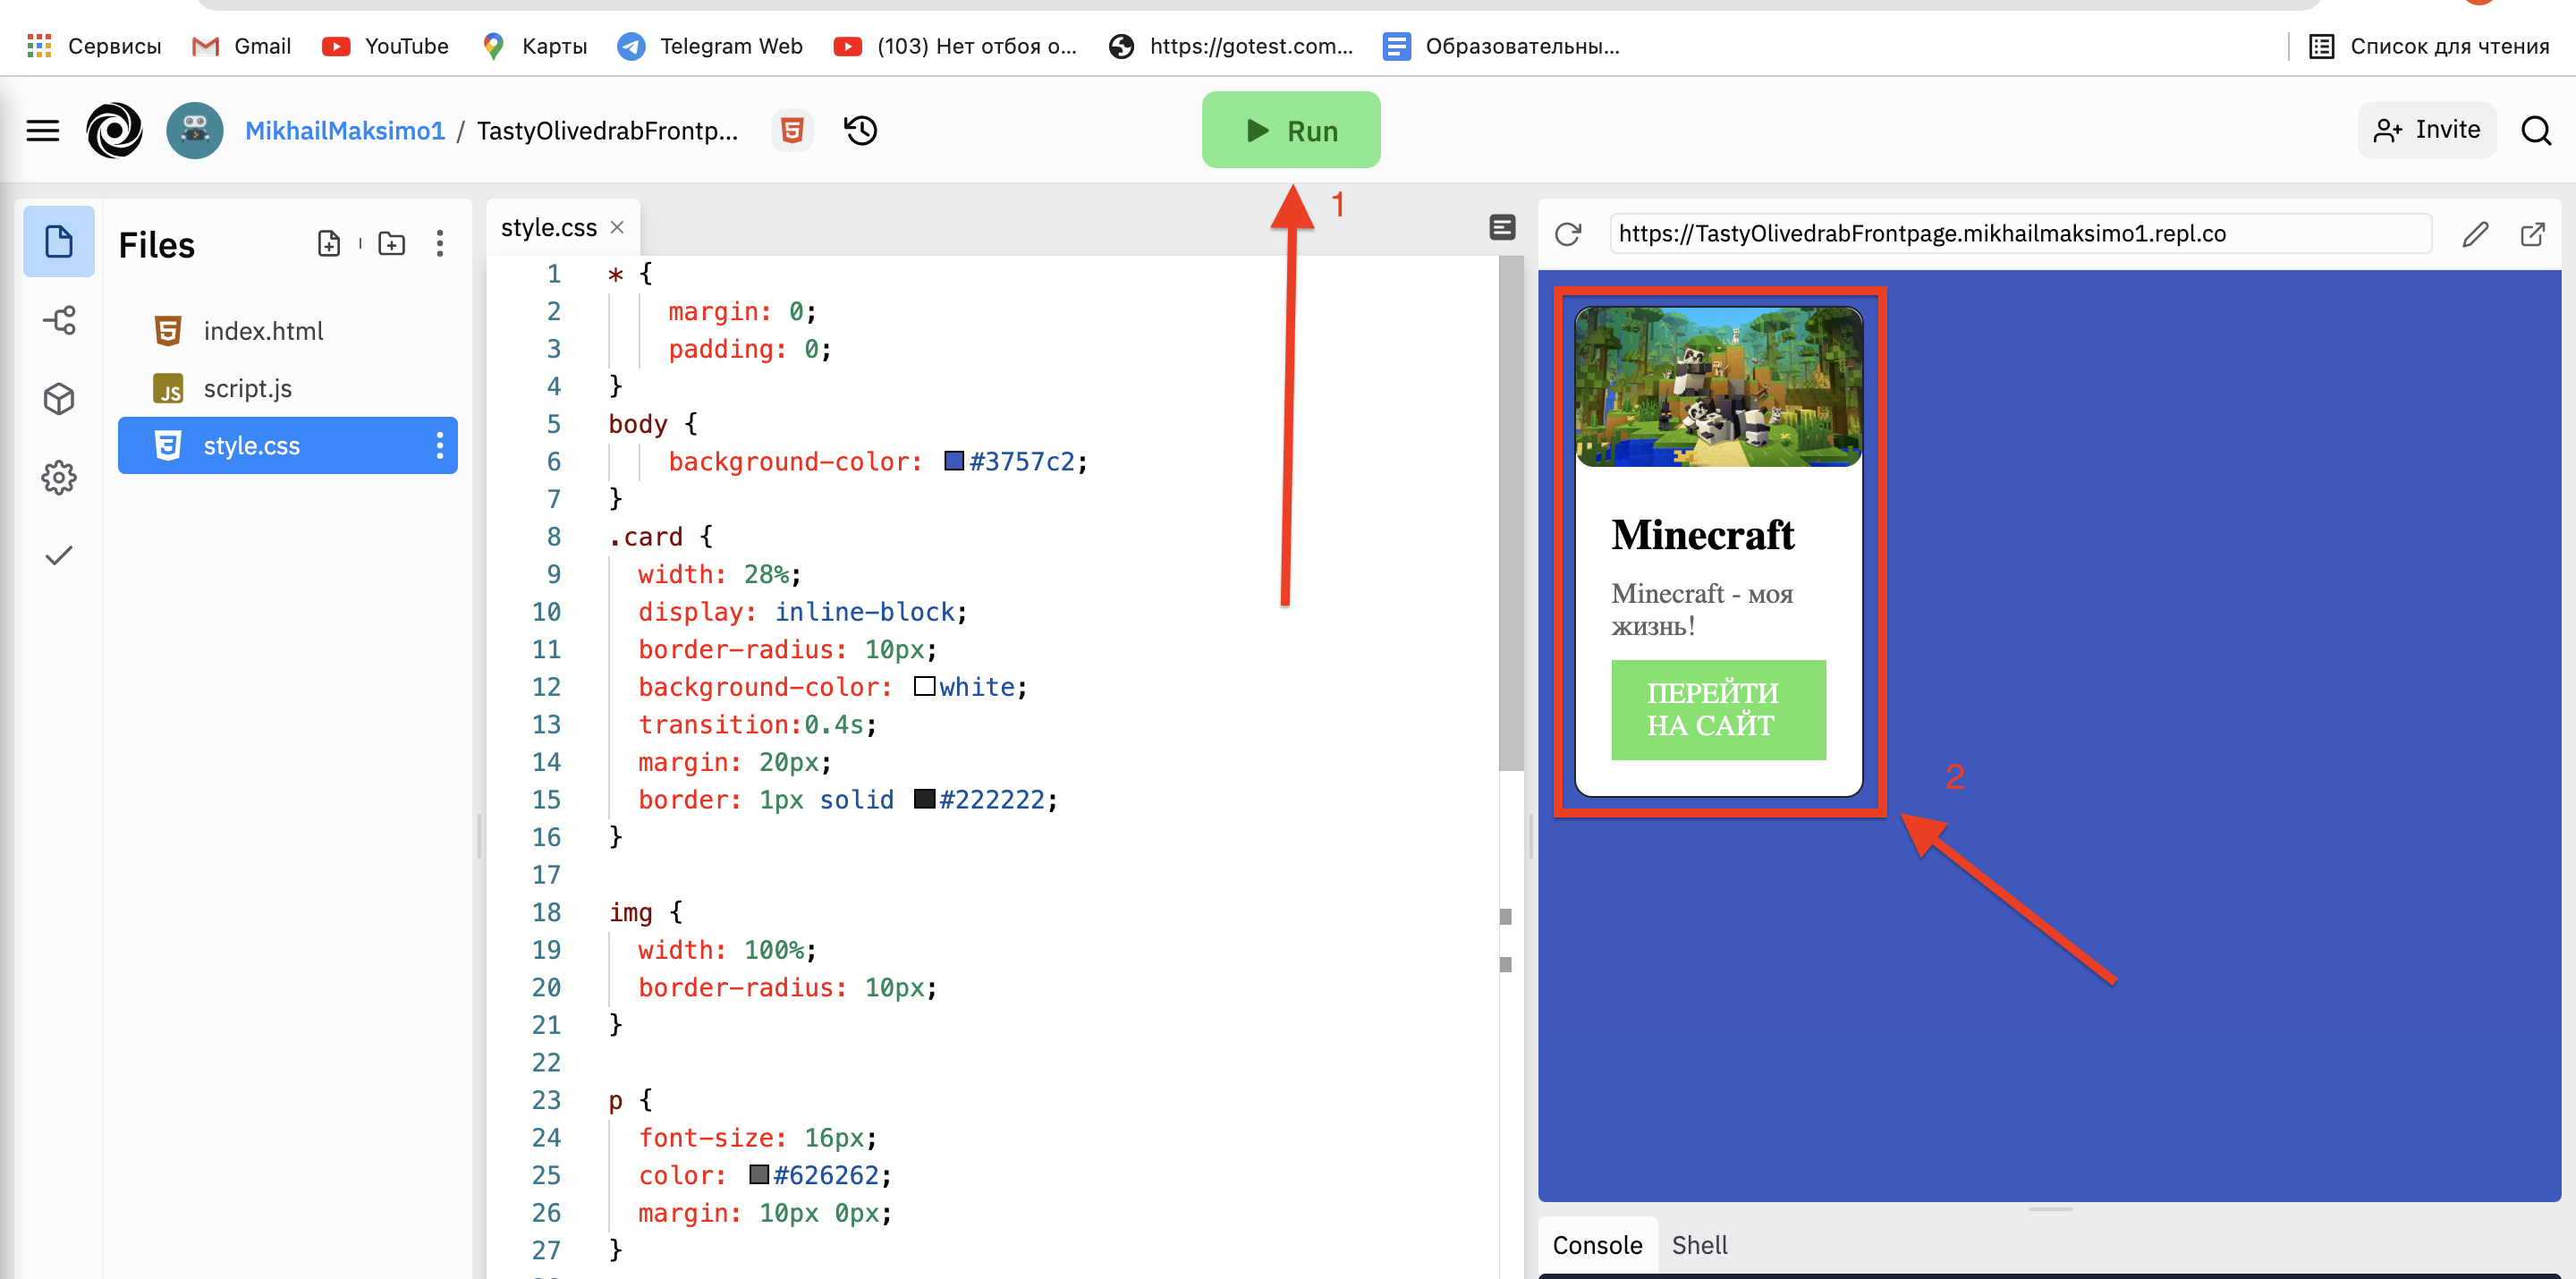 Сервисы Gmail YouTube Карты Telegram Web (103) Нет отбоя о... https://gotest.com... Образовательны... Список для чтения
MikhailMaksimo1 / TastyOlivedrabFrontp... Run Invite
1
Files
index.html
script.js
style.css
style.css ×
https://TastyOlivedrabFrontpage.mikhailmaksimo1.repl.co
1 * {
2 margin: 0;
3 padding: 0;
4 }
5 body {
6 background-color: #3757c2;
7 }
8 .card {
9 width: 28%;
10 display: inline-block;
11 border-radius: 10px;
12 background-color: white;
13 transition:0.4s;
14 margin: 20px;
15 border: 1px solid #222222;
16 }
17
18 img {
19 width: 100%;
20 border-radius: 10px;
21 }
22
23 p {
24 font-size: 16px;
25 color: #626262;
26 margin: 10px 0px;
27 }
Minecraft
Minecraft - моя
жизнь!
ПЕРЕЙТИ
НА САЙТ
2
Console Shell